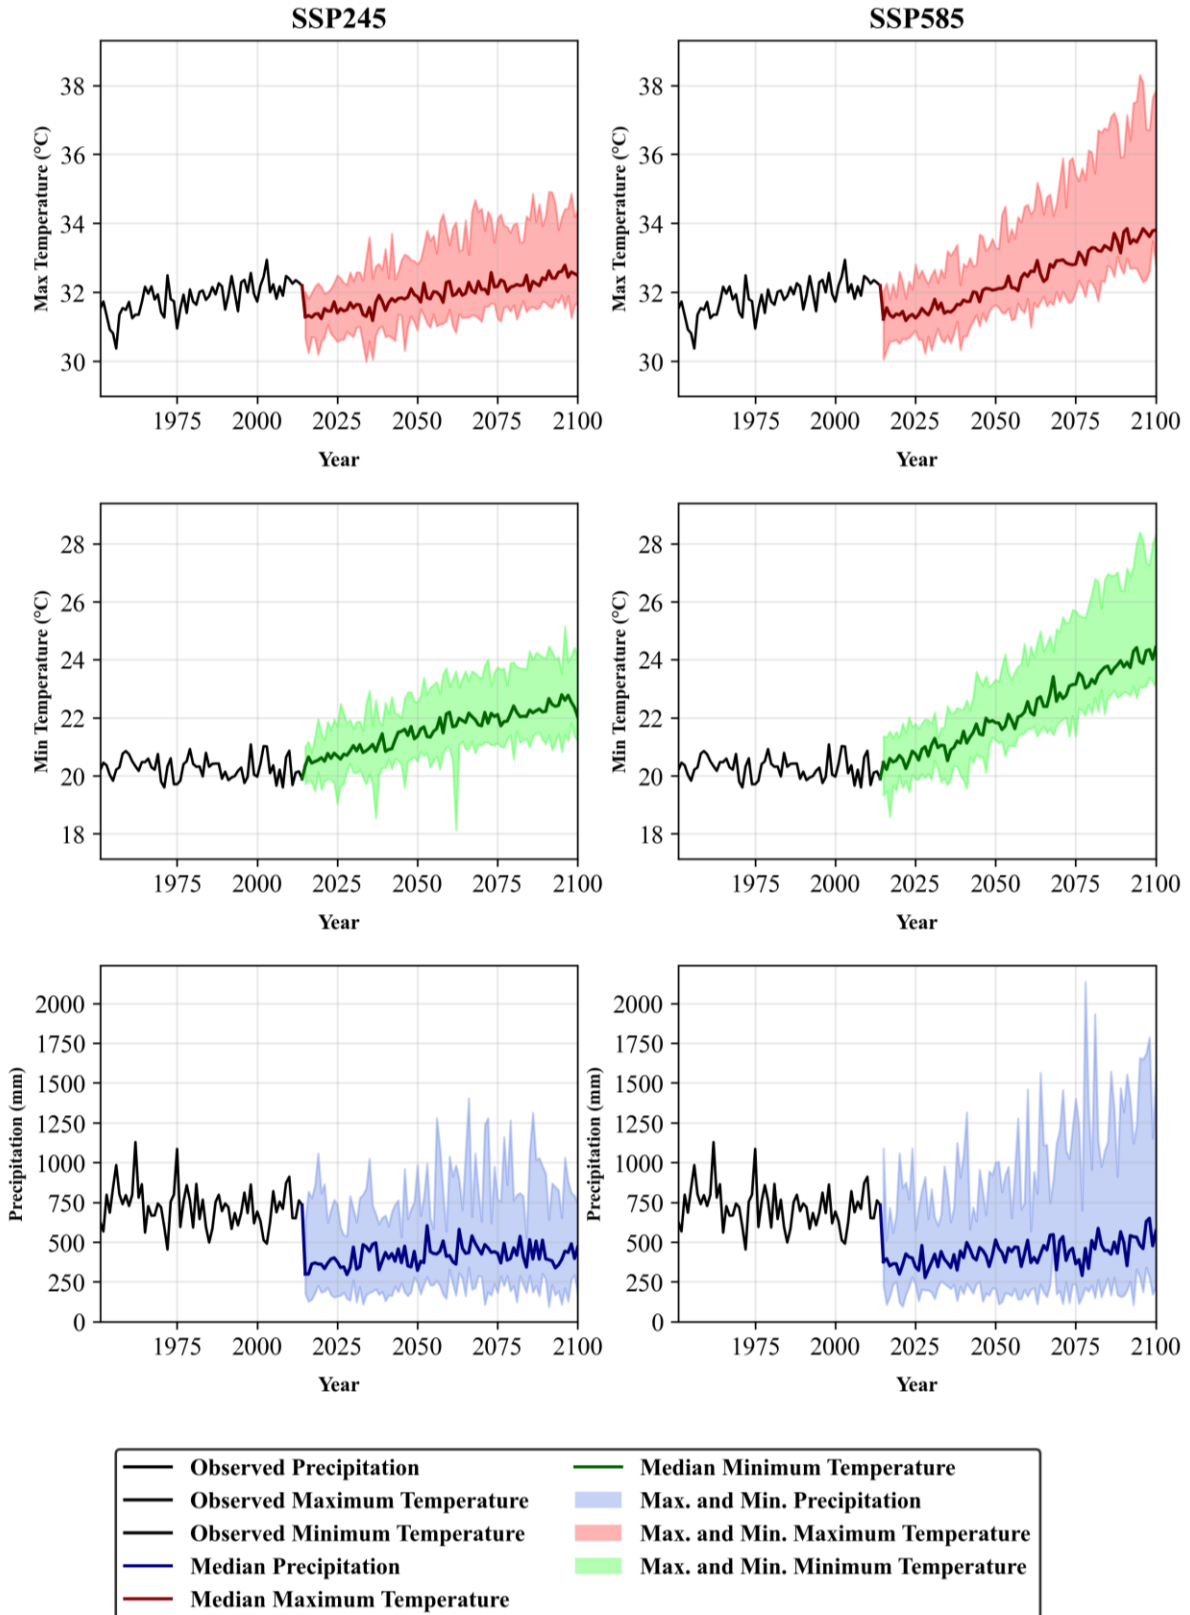 SSP245
SSP585
38
36
34
32
30
Max Temperature (°C)
1975 2000 2025 2050 2075 2100
Year
38
36
34
32
30
Max Temperature (°C)
1975 2000 2025 2050 2075 2100
Year
28
26
24
22
20
18
Min Temperature (°C)
1975 2000 2025 2050 2075 2100
Year
28
26
24
22
20
18
Min Temperature (°C)
1975 2000 2025 2050 2075 2100
Year
2000
1750
1500
1250
1000
750
500
250
0
Precipitation (mm)
1975 2000 2025 2050 2075 2100
Year
2000
1750
1500
1250
1000
750
500
250
0
Precipitation (mm)
1975 2000 2025 2050 2075 2100
Year
Observed Precipitation
Observed Maximum Temperature
Observed Minimum Temperature
Median Precipitation
Median Maximum Temperature
Median Minimum Temperature
Max. and Min. Precipitation
Max. and Min. Maximum Temperature
Max. and Min. Minimum Temperature